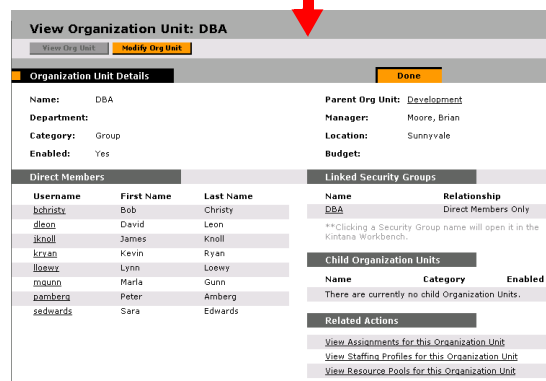 View Organization Unit: DBA
View Org Unit
Modify Org Unit
Organization Unit Details
Done
Name: DBA
Department:
Category: Group
Enabled: Yes
Parent Org Unit: Development
Manager: Moore, Brian
Location: Sunnyvale
Budget:
Direct Members
Username First Name Last Name
bchristy Bob Christy
dleon David Leon
jknoll James Knoll
kryan Kevin Ryan
lloewy Lynn Loewy
mgunn Marla Gunn
pamberg Peter Amberg
sedwards Sara Edwards
Linked Security Groups
Name Relationship
DBA Direct Members Only
**Clicking a Security Group name will open it in the
Kintana Workbench.
Child Organization Units
Name Category Enabled
There are currently no child Organization Units.
Related Actions
View Assignments for this Organization Unit
View Staffing Profiles for this Organization Unit
View Resource Pools for this Organization Unit